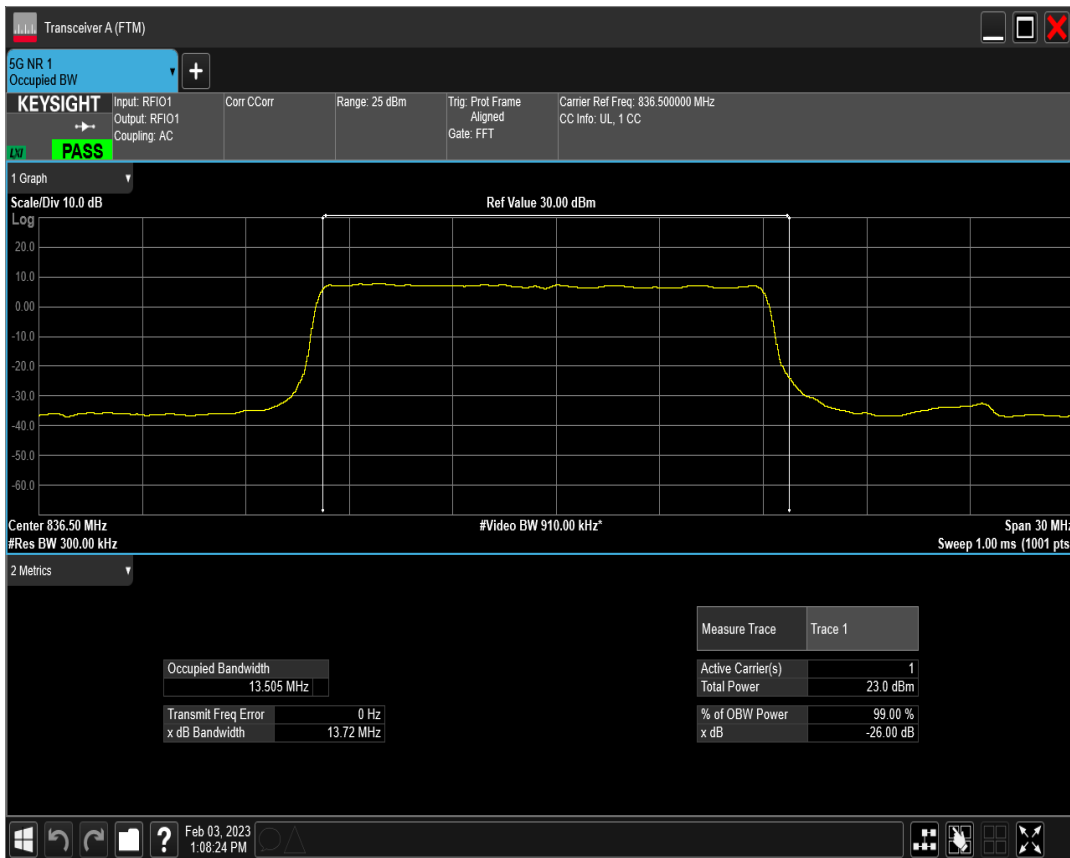 Transceiver A (FTM)
5G NR 1
Occupied BW
+
KEYSIGHT
LXI
PASS
Input: RFIO1
Output: RFIO1
Coupling: AC
Corr CCorr
Range: 25 dBm
Trig: Prot Frame
Aligned
Gate: FFT
Carrier Ref Freq: 836.500000 MHz
CC Info: UL, 1 CC
1 Graph
Scale/Div 10.0 dB
Ref Value 30.00 dBm
Log
20.0
10.0
0.00
-10.0
-20.0
-30.0
-40.0
-50.0
-60.0
Center 836.50 MHz
#Video BW 910.00 kHz*
Span 30 MHz
#Res BW 300.00 kHz
Sweep 1.00 ms (1001 pts
2 Metrics
Measure Trace Trace 1
Occupied Bandwidth
13.505 MHz
Active Carrier(s) 1
Total Power 23.0 dBm
Transmit Freq Error 0 Hz
x dB Bandwidth 13.72 MHz
% of OBW Power 99.00 %
x dB -26.00 dB
?
Feb 03, 2023
1:08:24 PM